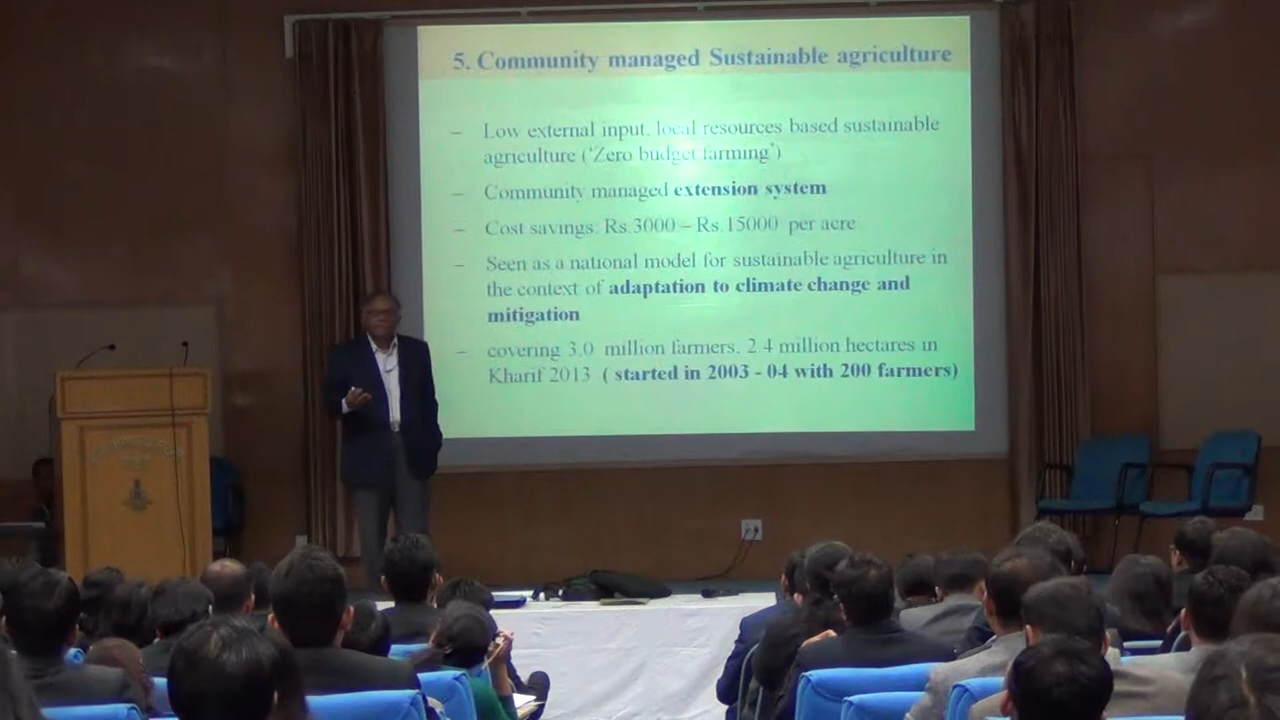 5. Community managed Sustainable agriculture
– Low external input, local resources based sustainable
agriculture ('Zero budget farming')
– Community managed extension system
– Cost savings: Rs.3000 – Rs.15000 per acre
– Seen as a national model for sustainable agriculture in
the context of adaptation to climate change and
mitigation
– covering 3.0 million farmers, 2.4 million hectares in
Kharif 2013 ( started in 2003 - 04 with 200 farmers)